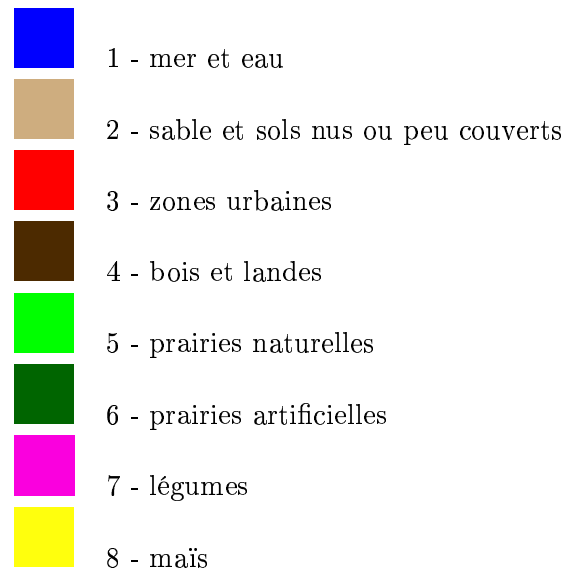 1 - mer et eau
2 - sable et sols nus ou peu couverts
3 - zones urbaines
4 - bois et landes
5 - prairies naturelles
6 - prairies artificielles
7 - légumes
8 - maïs